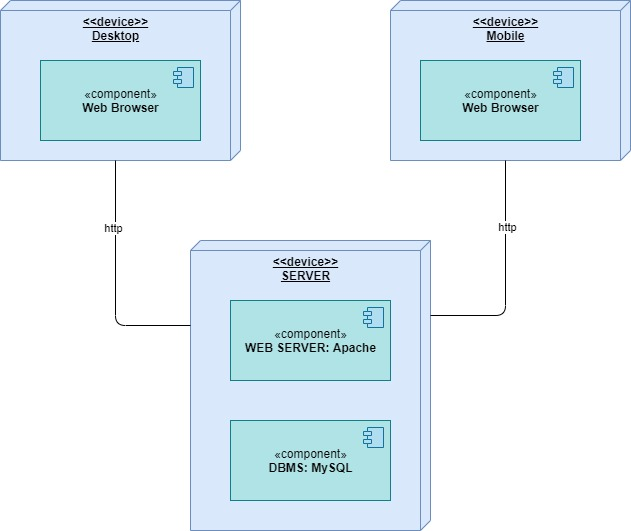 <<device>>
Desktop
«component»
Web Browser
<<device>>
Mobile
«component»
Web Browser
http
http
<<device>>
SERVER
«component»
WEB SERVER: Apache
«component»
DBMS: MySQL